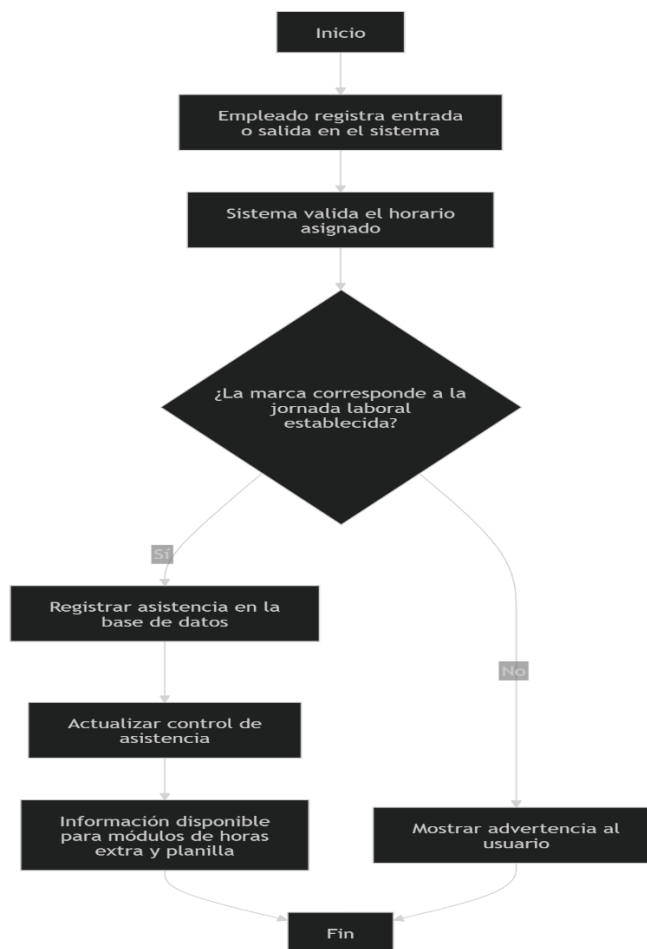 Inicio
Empleado registra entrada
o salida en el sistema
Sistema valida el horario
asignado
¿La marca corresponde a la
jornada laboral
establecida?
Sí
Registrar asistencia en la
base de datos
No
Actualizar control de
asistencia
Información disponible
para módulos de horas
extra y planilla
Mostrar advertencia al
usuario
Fin